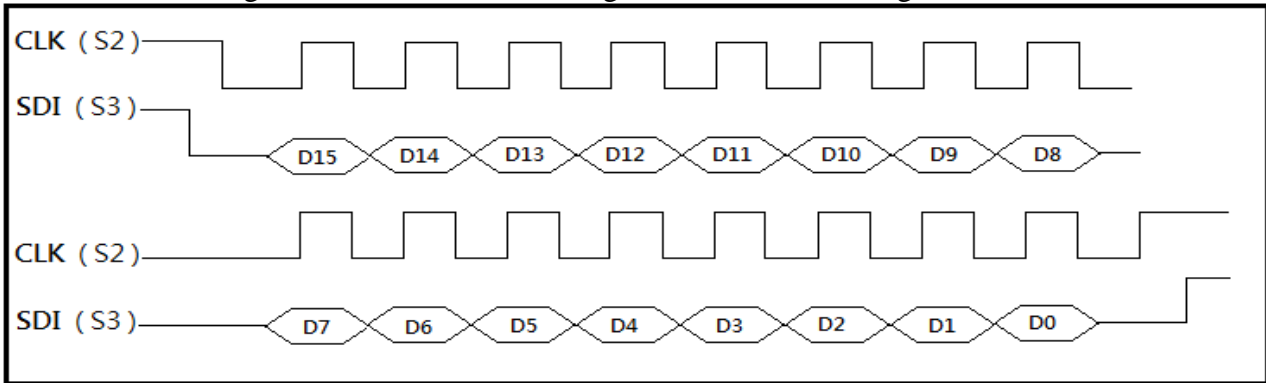 CLK (S2)
SDI (S3)
D15 D14 D13 D12 D11 D10 D9 D8
CLK (S2)
SDI (S3)
D7 D6 D5 D4 D3 D2 D1 D0